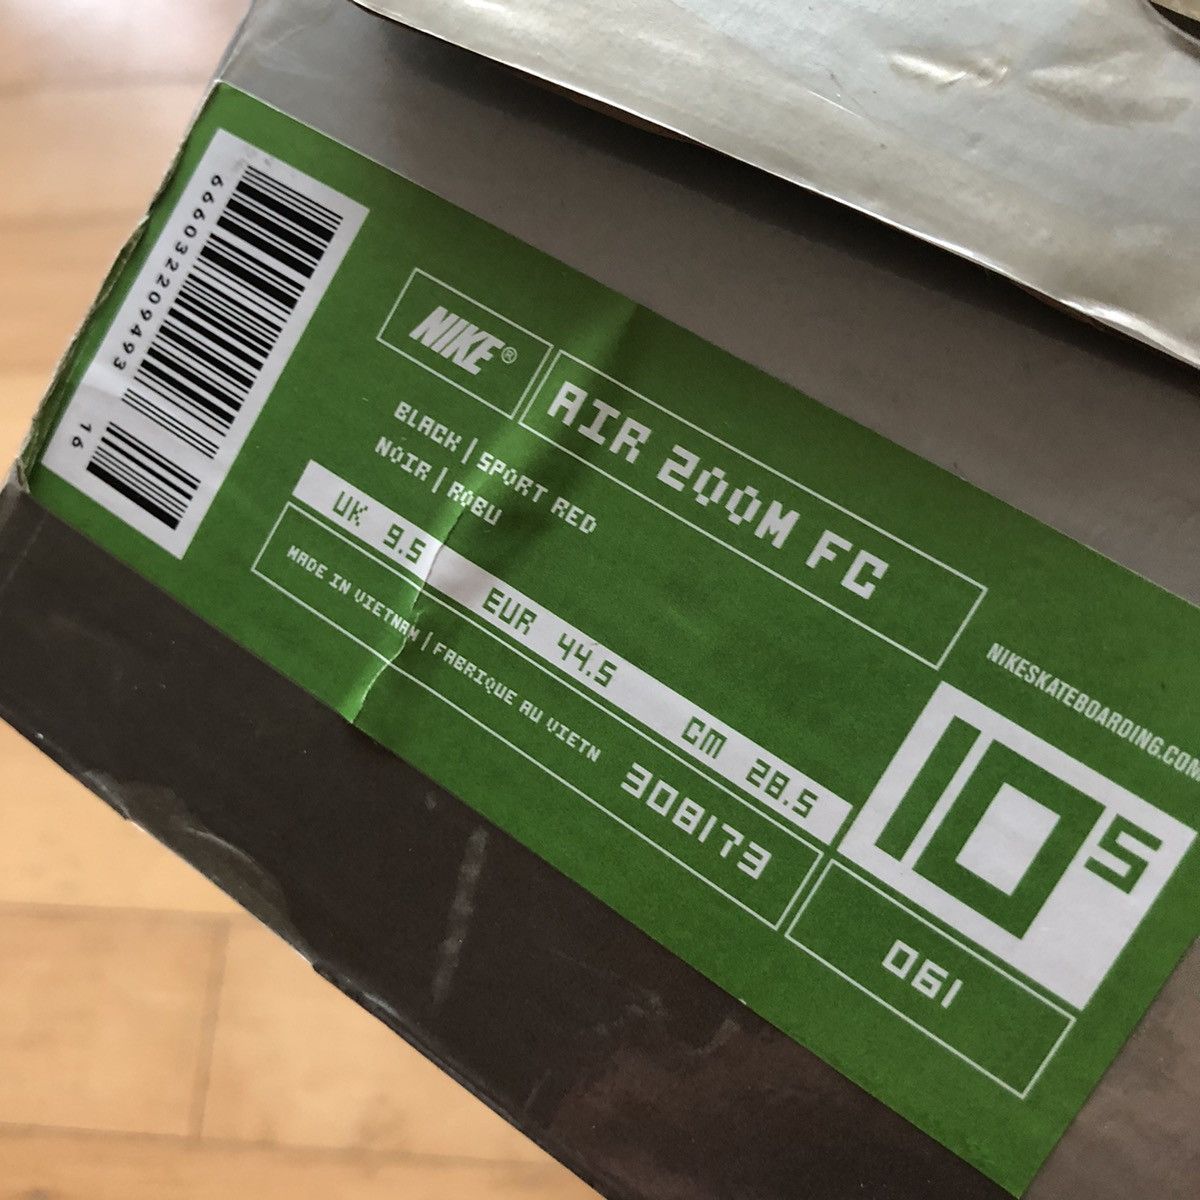 6660322209493
16
NIKE®
AIR ZOOM FC
BLACK | SPORT RED
NOIR | ROBU
UK 9.5 EUR 44.5 CM 28.5
MADE IN VIETNAM | FABRIQUE AU VIETN
308173
NIKESKATEBOARDING.COM
10S
061